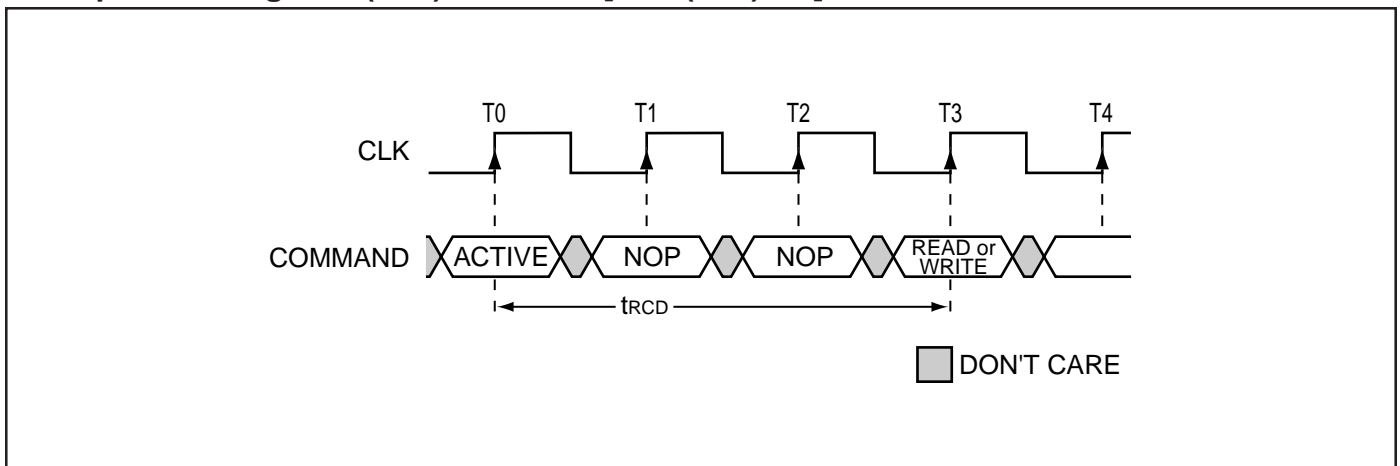 T0 T1 T2 T3 T4
CLK
COMMAND ACTIVE NOP NOP READ or
WRITE
tRCD
DON'T CARE